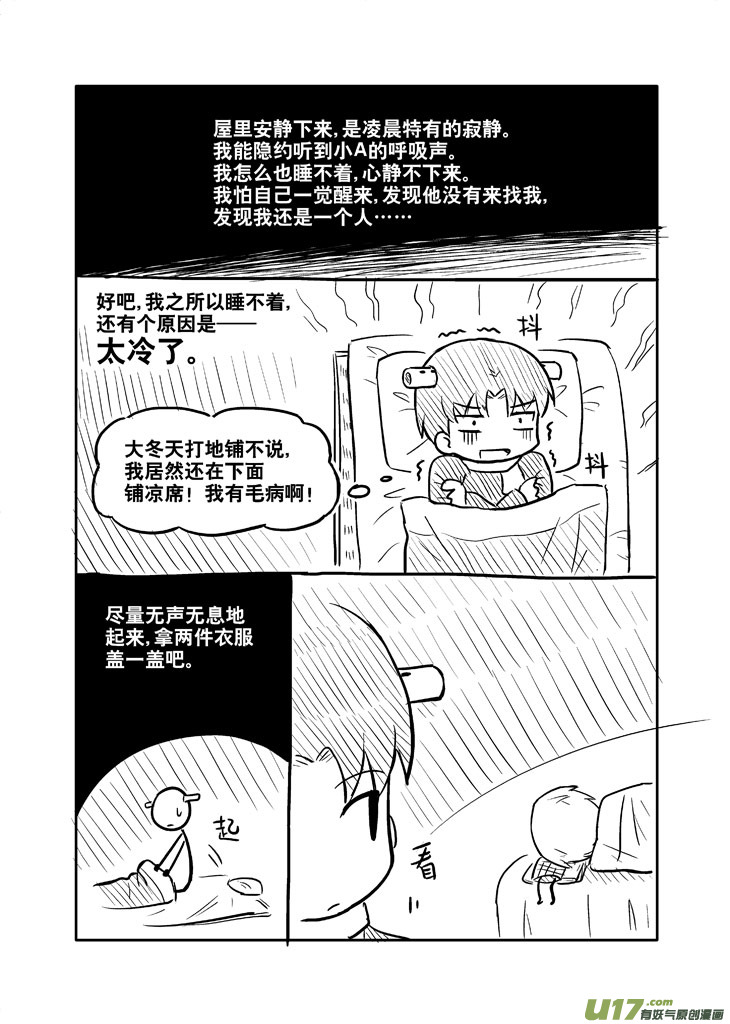 屋里安静下来，是凌晨特有的寂静。
我能隐约听到小A的呼吸声。
我怎么也睡不着，心静不下来。
我怕自己一觉醒来，发现他没有来找我，
发现我还是一个人……
好吧，我之所以睡不着，
还有个原因是——
太冷了。
抖
大冬天打地铺不说，
我居然还在下面
铺凉席！我有毛病啊！
抖
尽量无声无息地
起来，拿两件衣服
盖一盖吧。
起
看
U17.com
有妖气原创漫画